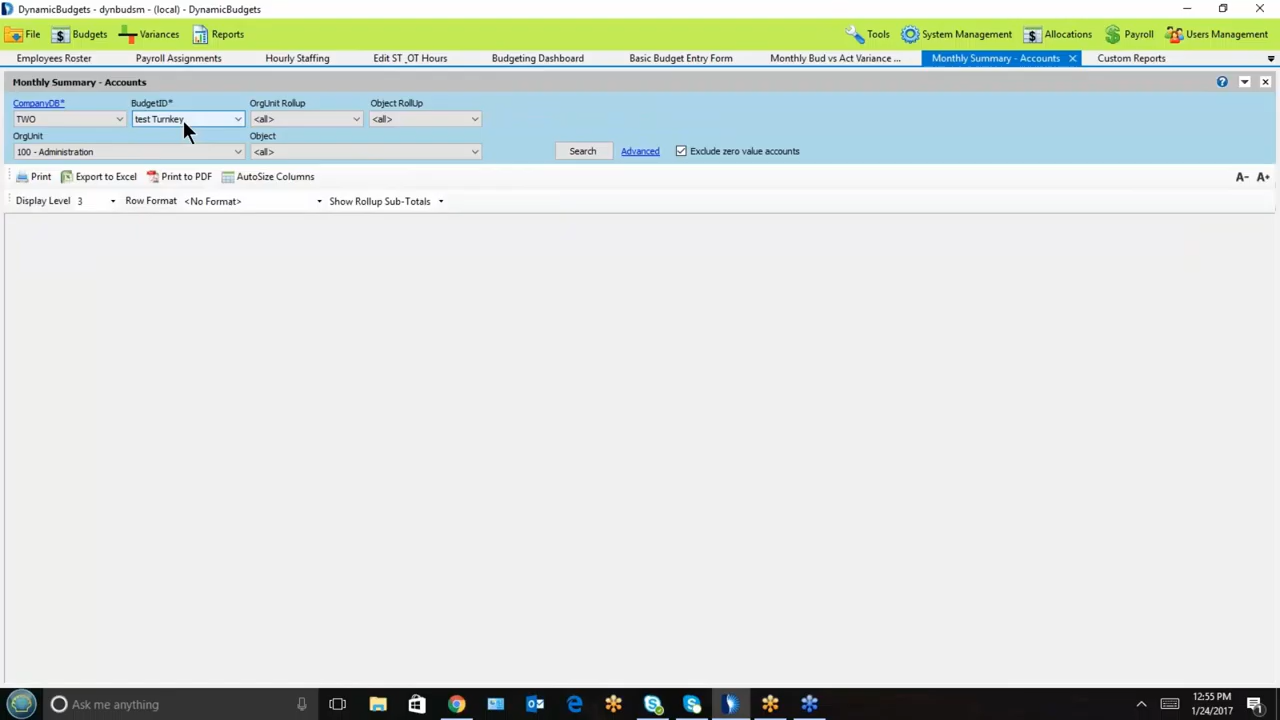 DynamicBudgets - dynbudsm - (local) - DynamicBudgets
File Budgets Variances Reports Tools System Management Allocations Payroll Users Management
Employees Roster Payroll Assignments Hourly Staffing Edit ST_OT Hours Budgeting Dashboard Basic Budget Entry Form Monthly Bud vs Act Variance ... Monthly Summary - Accounts Custom Reports
Monthly Summary - Accounts
CompanyDB* BudgetID* OrgUnit Rollup Object RollUp
TWO test Turnkey <all> <all>
OrgUnit Object
100 - Administration <all> Search Advanced Exclude zero value accounts
Print Export to Excel Print to PDF AutoSize Columns A- A+
Display Level 3 Row Format <No Format> Show Rollup Sub-Totals
Ask me anything
12:55 PM
1/24/2017